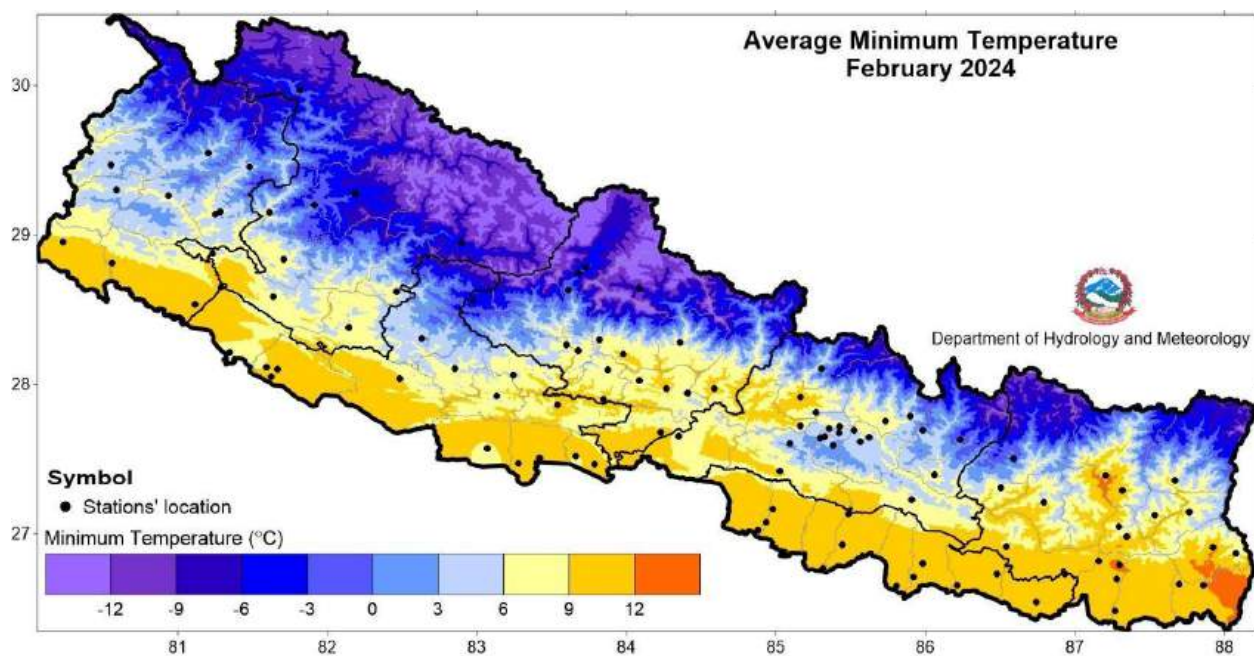 Average Minimum Temperature
February 2024
30
29
28
27
Department of Hydrology and Meteorology
Symbol
Stations' location
Minimum Temperature (°C)
-12 -9 -6 -3 0 3 6 9 12
81 82 83 84 85 86 87 88